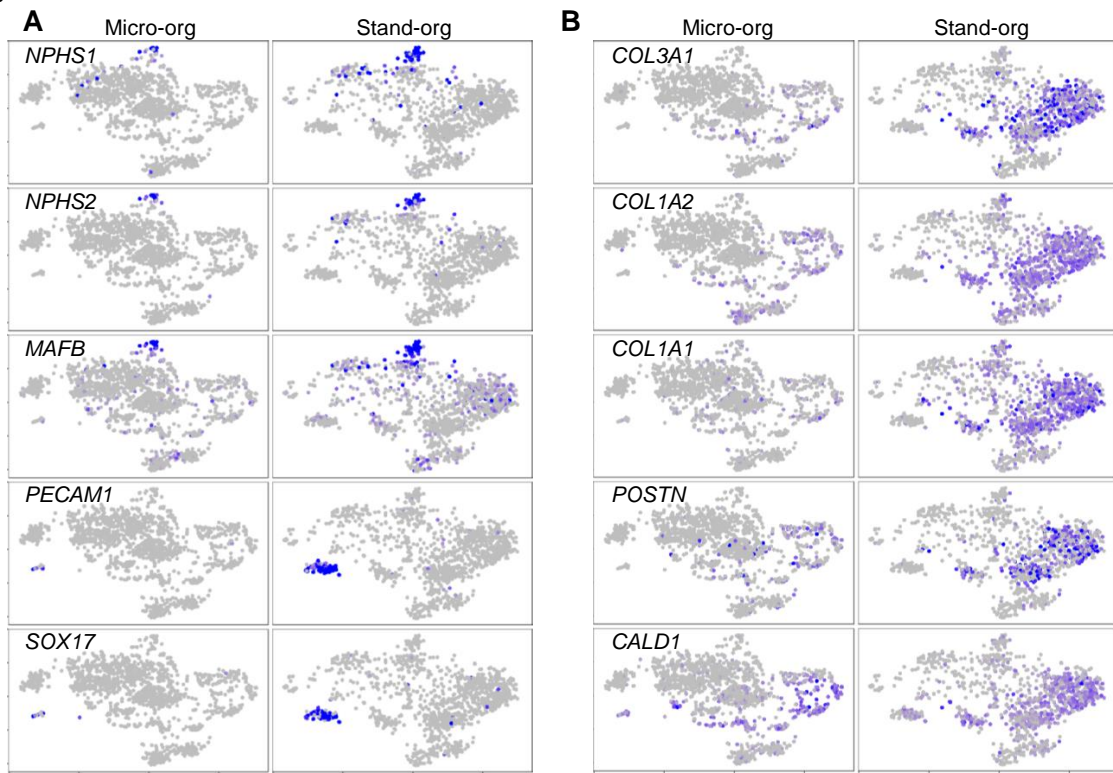 A
Micro-org Stand-org
NPHS1
NPHS2
MAFB
PECAM1
SOX17
B
Micro-org Stand-org
COL3A1
COL1A2
COL1A1
POSTN
CALD1